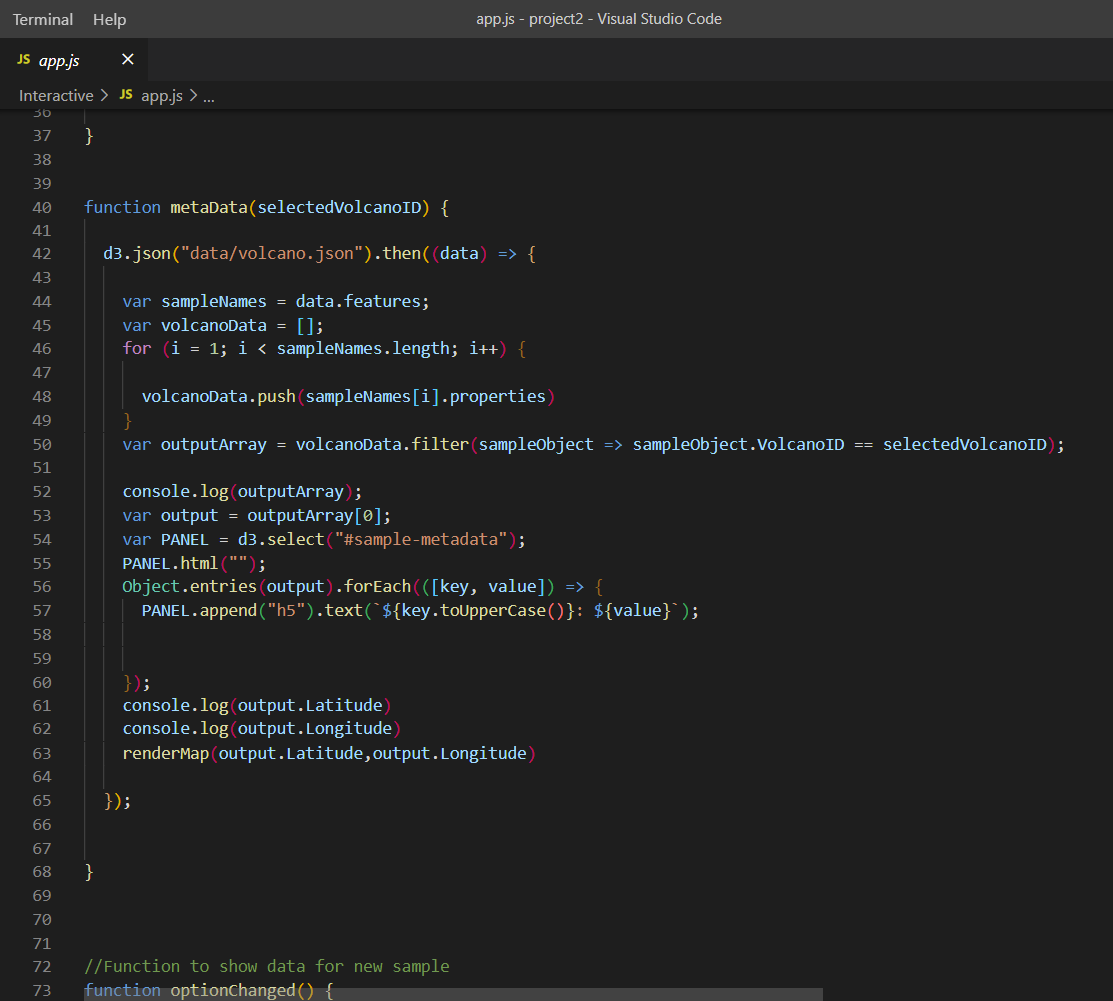 Terminal Help app.js - project2 - Visual Studio Code
JS app.js ×
Interactive > JS app.js > ...
36
37 }
38
39
40 function metaData(selectedVolcanoID) {
41
42 d3.json("data/volcano.json").then((data) => {
43
44 var sampleNames = data.features;
45 var volcanoData = [];
46 for (i = 1; i < sampleNames.length; i++) {
47
48 volcanoData.push(sampleNames[i].properties)
49 }
50 var outputArray = volcanoData.filter(sampleObject => sampleObject.VolcanoID == selectedVolcanoID);
51
52 console.log(outputArray);
53 var output = outputArray[0];
54 var PANEL = d3.select("#sample-metadata");
55 PANEL.html("");
56 Object.entries(output).forEach(([key, value]) => {
57 PANEL.append("h5").text(`${key.toUpperCase()}: ${value}`);
58
59
60 });
61 console.log(output.Latitude)
62 console.log(output.Longitude)
63 renderMap(output.Latitude,output.Longitude)
64
65 });
66
67
68 }
69
70
71
72 //Function to show data for new sample
73 function optionChanged() {